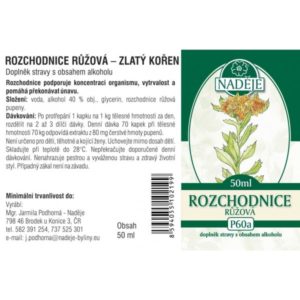 ROZCHODNICE RŮŽOVÁ – ZLATÝ KOŘEN
Doplněk stravy s obsahem alkoholu
Rozchodnice podporuje koncentraci organismu, vytrvalost a
pomáhá překonávat únavu.
Složení: voda, alkohol 40 % obj., glycerin, rozchodnice růžová
pupeny.
Dávkování: Po protřepání 1 kapku na 1 kg tělesné hmotnosti za den,
rozdělit na 2 až 3 dílčí dávky. Denní dávka 70 kapek při tělesné
hmotnosti 70 kg odpovídá extraktu z 80 mg čerstvé hmoty pupenů.
Není určeno pro děti, těhotné a kojící ženy. Uchovejte mimo dosah dětí.
Skladujte při teplotě do 28°C. Nepřekračujte doporučené denní
dávkování. Nenahrazuje pestrou a vyváženou stravu a zdravý životní
styl. Případný zákal není na závadu.
Minimální trvanlivost do:
Vyrábí:
Mgr. Jarmila Podhorná - Naděje
798 46 Brodek u Konice 3, ČR
tel. 582 391 254, 737 525 301
e-mail: j.podhorna@nadeje-byliny.eu
Obsah
50 ml
8594055102199
NADĚJE
50ml
ROZCHODNICE
RŮŽOVÁ
P60a
doplněk stravy s obsahem alkoholu